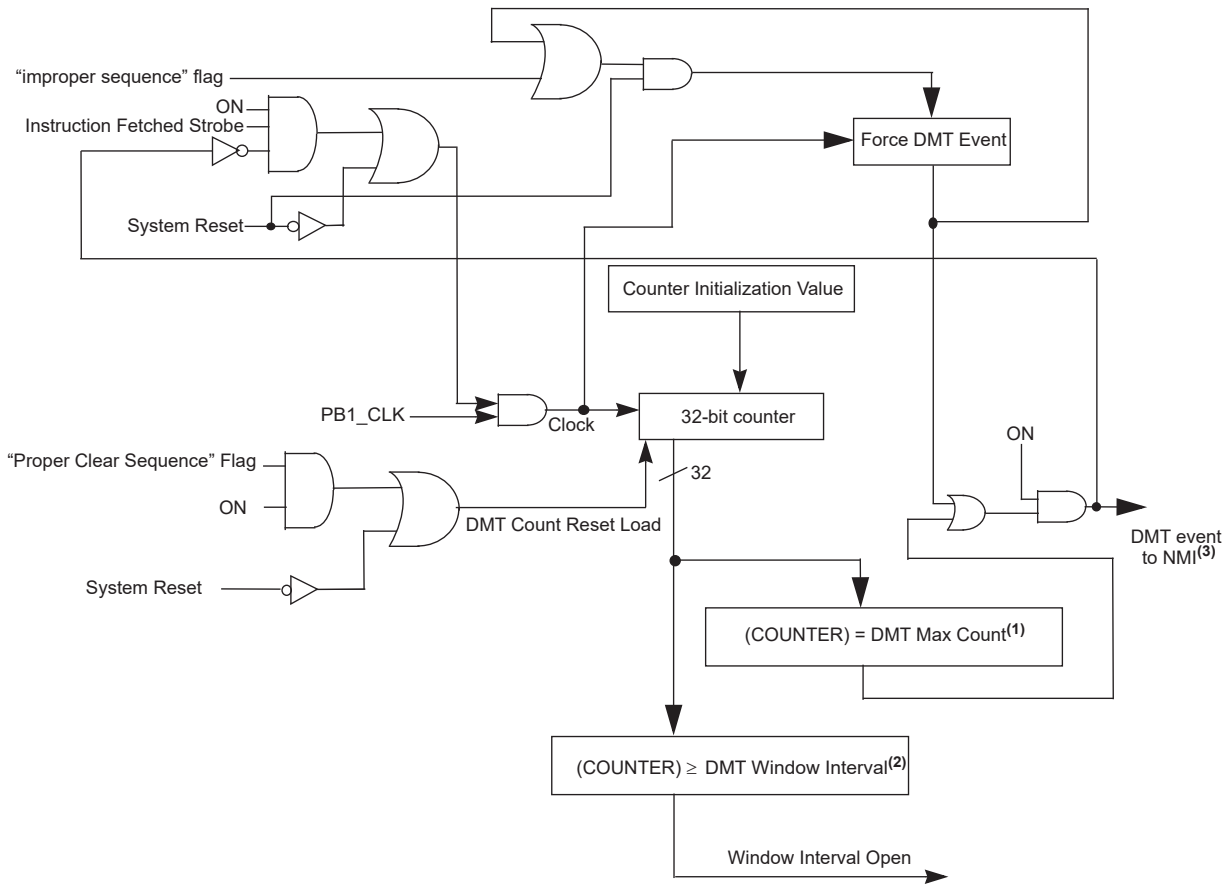 “improper sequence” flag
ON
Instruction Fetched Strobe
Force DMT Event
System Reset
Counter Initialization Value
PB1_CLK
Clock
32-bit counter
“Proper Clear Sequence” Flag
32
ON
ON
DMT Count Reset Load
DMT event
to NMI(3)
System Reset
(COUNTER) = DMT Max Count(1)
(COUNTER) ≥ DMT Window Interval(2)
Window Interval Open